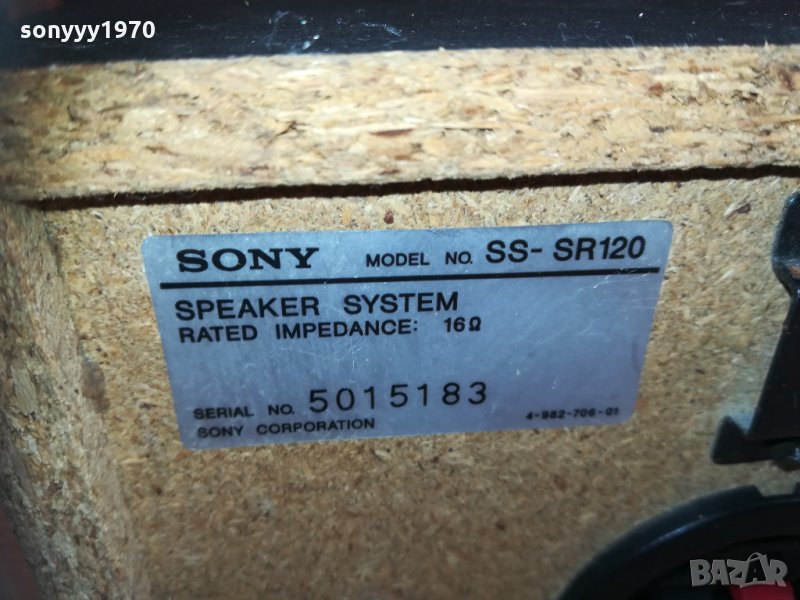 sonyyy1970
SONY MODEL NO. SS- SR120
SPEAKER SYSTEM
RATED IMPEDANCE: 16Ω
SERIAL NO. 5015183
SONY CORPORATION 4-982-706-01
BAZAR